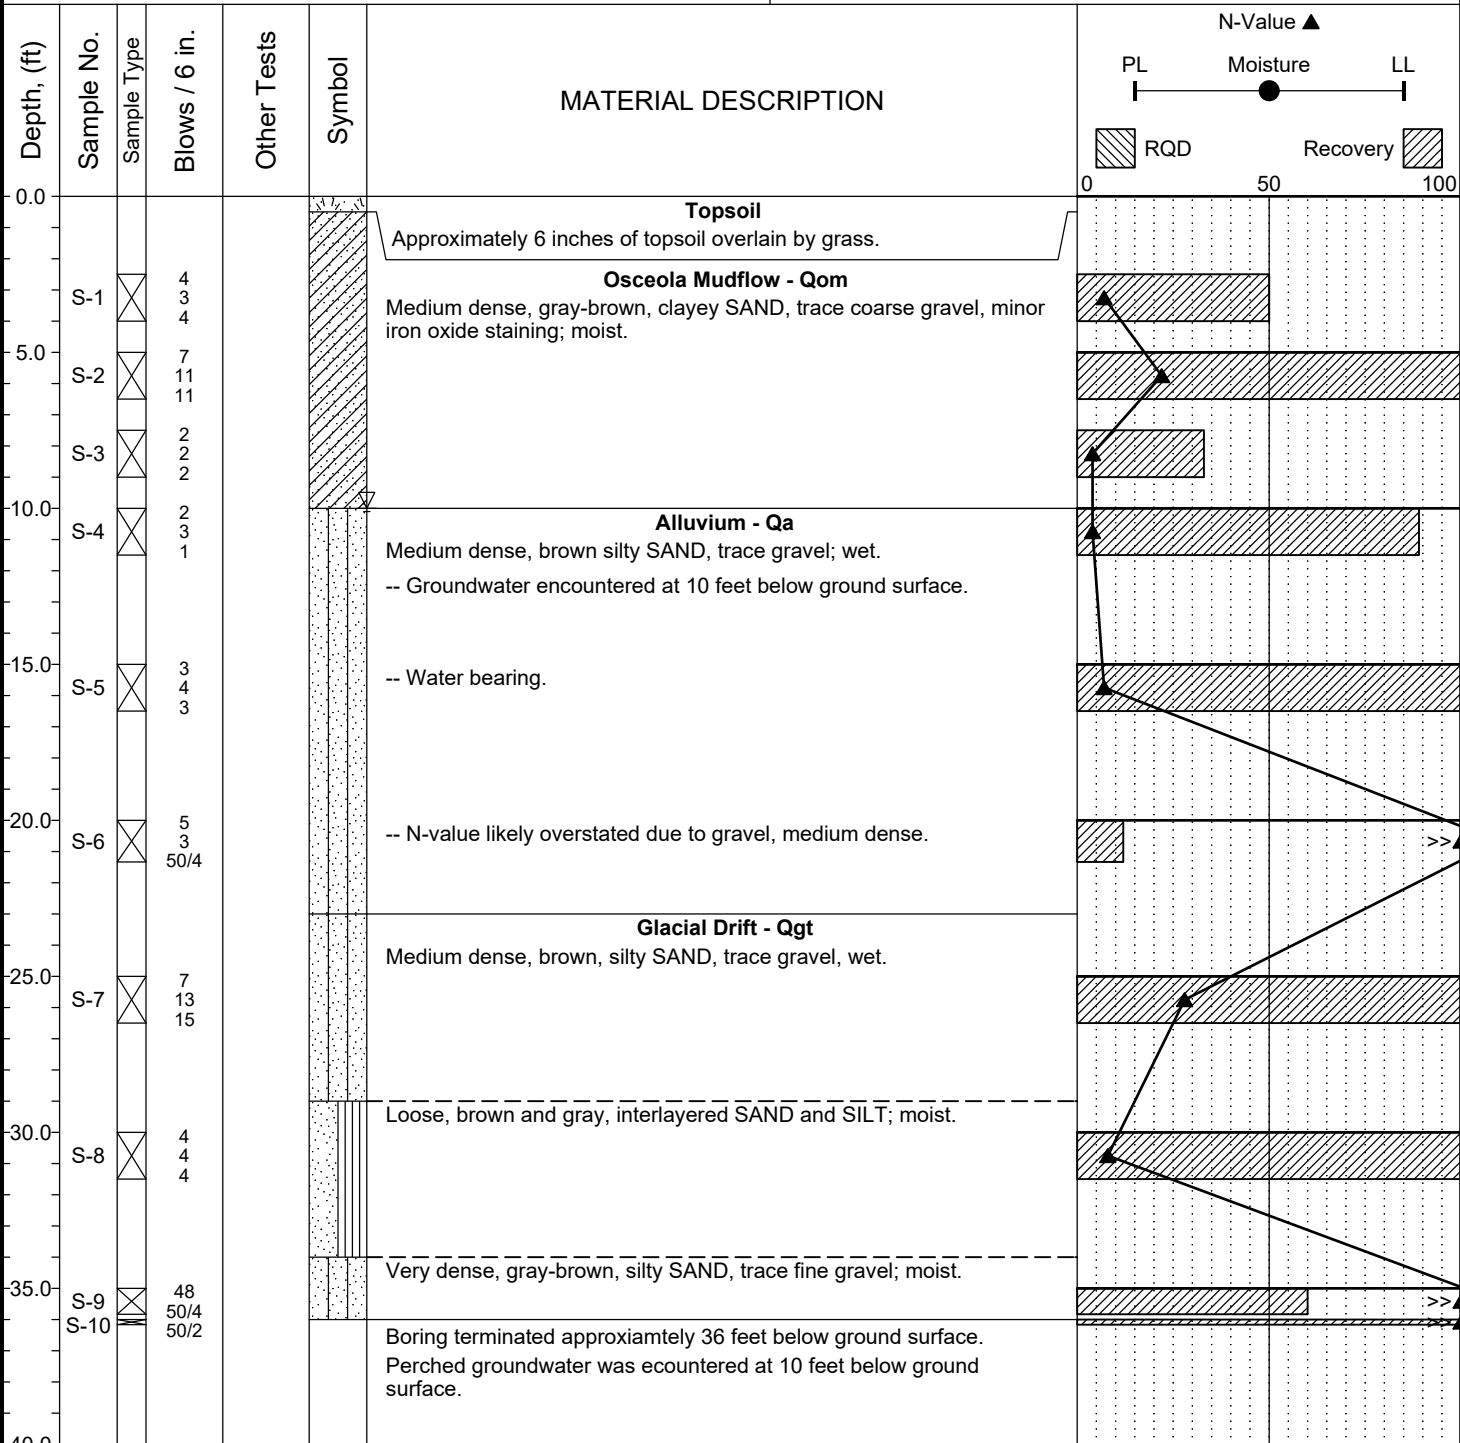 Depth, (ft)
Sample No.
Sample Type
Blows / 6 in.
Other Tests
Symbol
MATERIAL DESCRIPTION
N-Value ▲
PL Moisture LL
RQD Recovery
0 50 100
0.0
Topsoil
Approximately 6 inches of topsoil overlain by grass.
Osceola Mudflow - Qom
Medium dense, gray-brown, clayey SAND, trace coarse gravel, minor
iron oxide staining; moist.
S-1
4
3
4
5.0
S-2
7
11
11
S-3
2
2
2
10.0
S-4
2
3
1
Alluvium - Qa
Medium dense, brown silty SAND, trace gravel; wet.
-- Groundwater encountered at 10 feet below ground surface.
15.0
S-5
3
4
3
-- Water bearing.
20.0
S-6
5
3
50/4
-- N-value likely overstated due to gravel, medium dense.
>>
Glacial Drift - Qgt
Medium dense, brown, silty SAND, trace gravel, wet.
25.0
S-7
7
13
15
Loose, brown and gray, interlayered SAND and SILT; moist.
30.0
S-8
4
4
4
Very dense, gray-brown, silty SAND, trace fine gravel; moist.
35.0
S-9
48
50/4
>>
S-10
50/2
>>
Boring terminated approxiamtely 36 feet below ground surface.
Perched groundwater was ecountered at 10 feet below ground
surface.
40.0